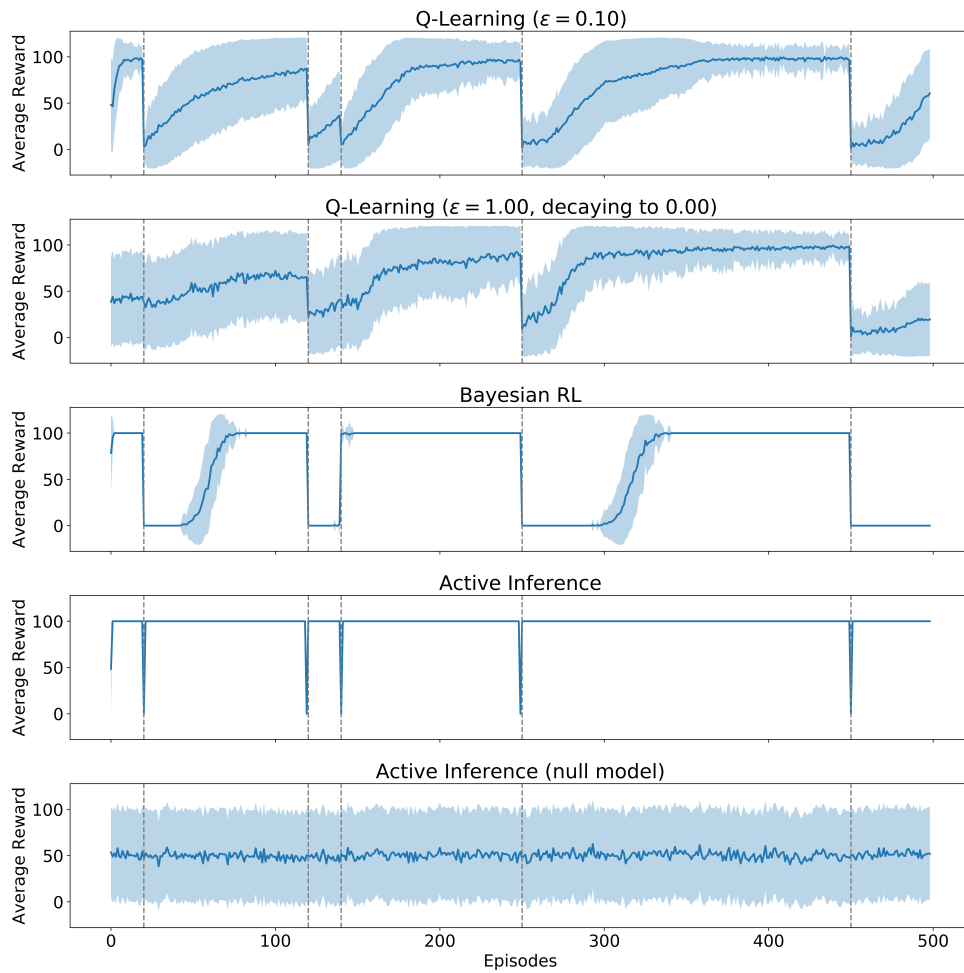 Q-Learning (ε = 0.10)
Average Reward
100
50
0
Q-Learning (ε = 1.00, decaying to 0.00)
Average Reward
100
50
0
Bayesian RL
Average Reward
100
50
0
Active Inference
Average Reward
100
50
0
Active Inference (null model)
Average Reward
100
50
0
0 100 200 300 400 500
Episodes